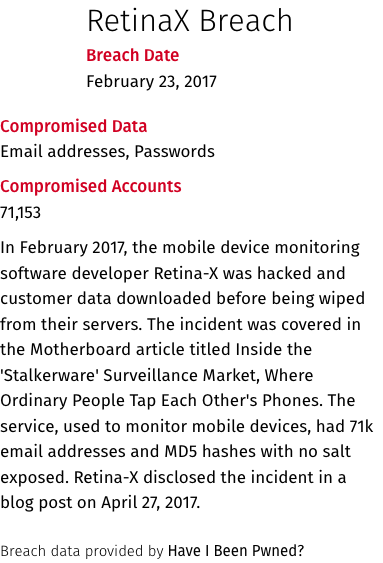 RetinaX Breach
Breach Date
February 23, 2017
Compromised Data
Email addresses, Passwords
Compromised Accounts
71,153
In February 2017, the mobile device monitoring
software developer Retina-X was hacked and
customer data downloaded before being wiped
from their servers. The incident was covered in
the Motherboard article titled Inside the
'Stalkerware' Surveillance Market, Where
Ordinary People Tap Each Other's Phones. The
service, used to monitor mobile devices, had 71k
email addresses and MD5 hashes with no salt
exposed. Retina-X disclosed the incident in a
blog post on April 27, 2017.
Breach data provided by Have I Been Pwned?